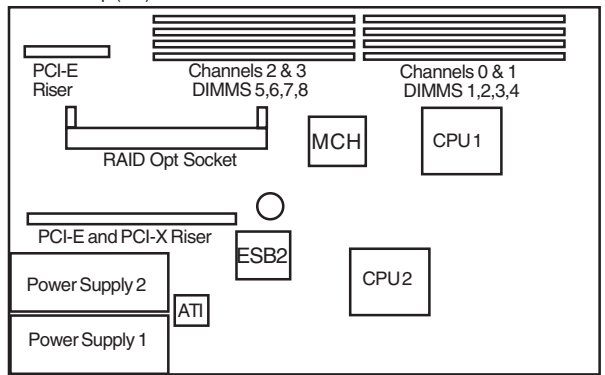 PCI-E
Riser
Channels 2 & 3
DIMMS 5,6,7,8
Channels 0 & 1
DIMMS 1,2,3,4
RAID Opt Socket
MCH
CPU1
PCI-E and PCI-X Riser
ESB2
CPU2
Power Supply 2
ATI
Power Supply 1